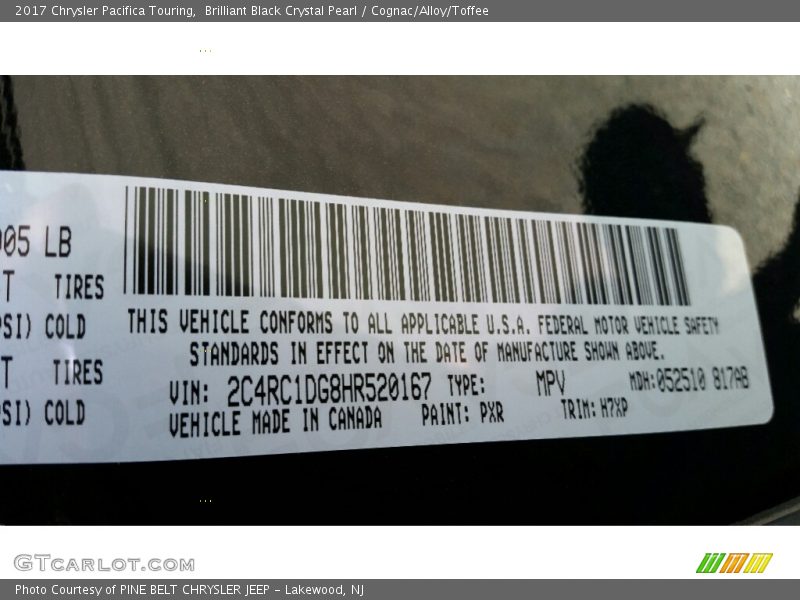 2017 Chrysler Pacifica Touring,  Brilliant Black Crystal Pearl / Cognac/Alloy/Toffee
05 LB
T TIRES
PSI) COLD
T TIRES
PSI) COLD
THIS VEHICLE CONFORMS TO ALL APPLICABLE U.S.A. FEDERAL MOTOR VEHICLE SAFETY
STANDARDS IN EFFECT ON THE DATE OF MANUFACTURE SHOWN ABOVE.
VIN: 2C4RC1DG8HR520167 TYPE: MPV MDH:052510 817AB
VEHICLE MADE IN CANADA PAINT: PXR TRIM: H7XP
GTCARLOT.COM
Photo Courtesy of PINE BELT CHRYSLER JEEP - Lakewood, NJ